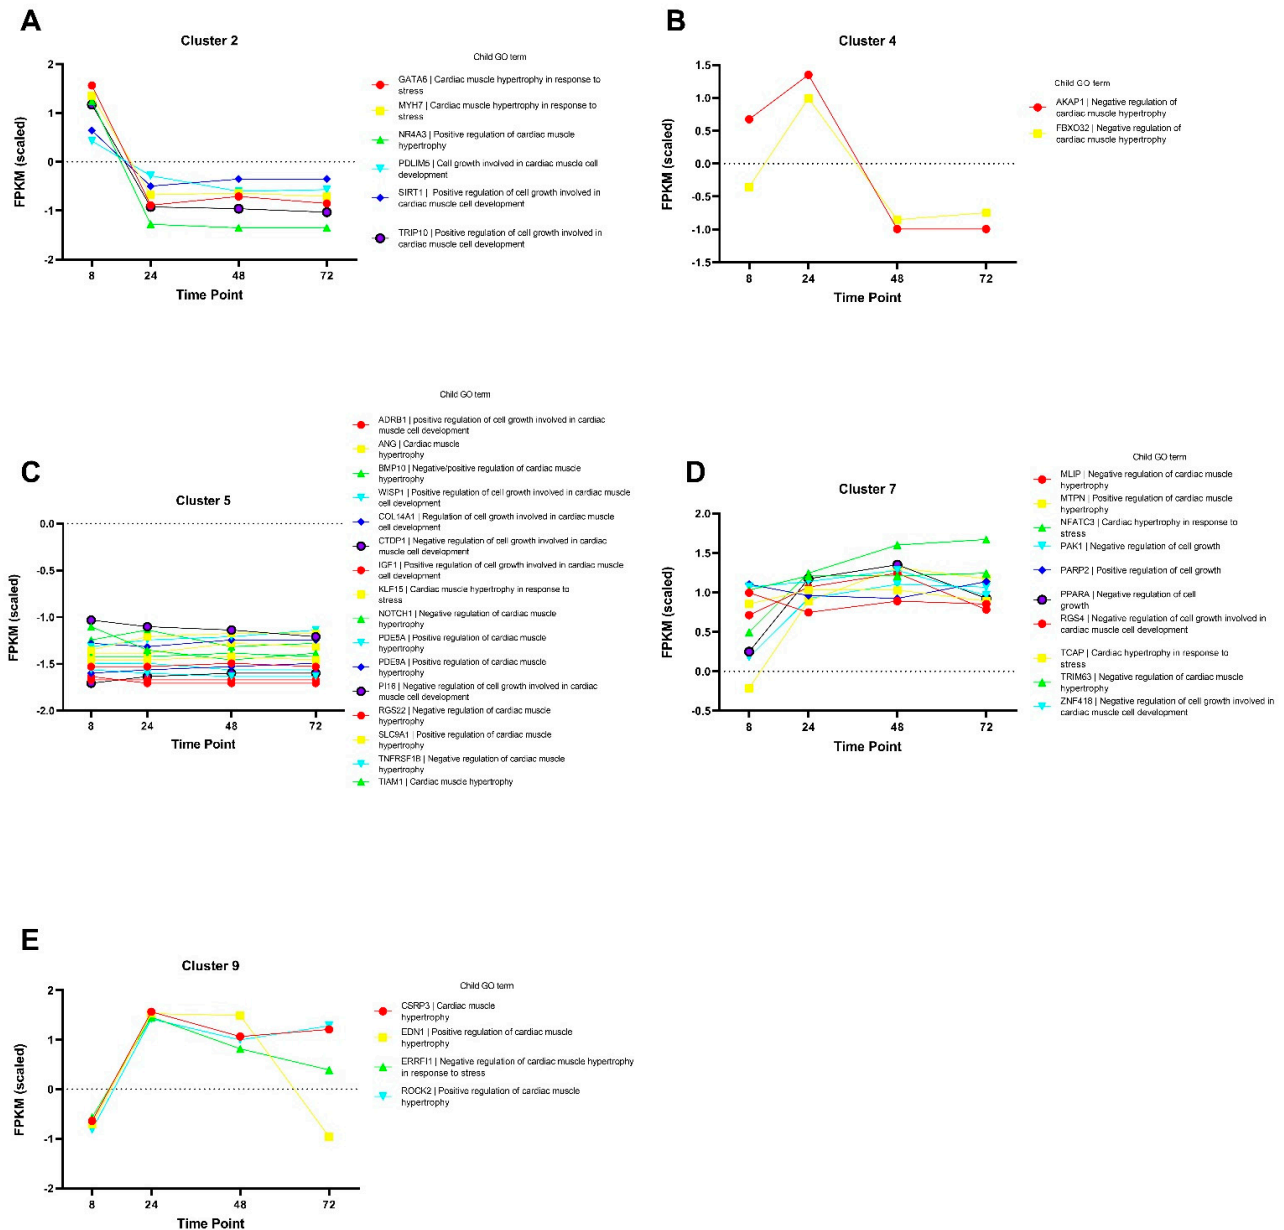 A
Cluster 2
Child GO term
FPKM (scaled)
2
1
0
-1
-2
8
24
48
72
Time Point
GATA6 | Cardiac muscle hypertrophy in response to
stress
MYH7 | Cardiac muscle hypertrophy in response to
stress
NR4A3 | Positive regulation of cardiac muscle
hypertrophy
PDLIM5 | Cell growth involved in cardiac muscle cell
development
SIRT1 | Positive regulation of cell growth involved in
cardiac muscle cell development
TRIP10 | Positive regulation of cell growth involved in
cardiac muscle cell development
B
Cluster 4
Child GO term
FPKM (scaled)
1.5
1.0
0.5
0.0
-0.5
-1.0
-1.5
8
24
48
72
Time Point
AKAP1 | Negative regulation of
cardiac muscle hypertrophy
FBXO32 | Negative regulation of
cardiac muscle hypertrophy
C
Cluster 5
Child GO term
FPKM (scaled)
0.0
-0.5
-1.0
-1.5
-2.0
8
24
48
72
Time Point
ADRB1 | positive regulation of cell growth involved in cardiac
muscle cell development
ANG | Cardiac muscle
hypertrophy
BMP10 | Negative/positive regulation of cardiac muscle
hypertrophy
WISP1 | Positive regulation of cell growth involved in cardiac muscle
cell development
COL14A1 | Regulation of cell growth involved in cardiac muscle
cell development
CTDP1 | Negative regulation of cell growth involved in cardiac
muscle cell development
IGF1 | Positive regulation of cell growth involved in cardiac muscle
cell development
KLF15 | Cardiac muscle hypertrophy in response to
stress
NOTCH1 | Negative regulation of cardiac muscle
hypertrophy
PDE5A | Positive regulation of cardiac muscle
hypertrophy
PDE9A | Positive regulation of cardiac muscle
hypertrophy
PI16 | Negative regulation of cell growth involved in cardiac
muscle cell development
RGS22 | Negative regulation of cardiac muscle
hypertrophy
SLC9A1 | Positive regulation of cardiac muscle
hypertrophy
TNFRSF1B | Negative regulation of cardiac muscle
hypertrophy
TIAM1 | Cardiac muscle hypertrophy
D
Cluster 7
Child GO term
FPKM (scaled)
2.0
1.5
1.0
0.5
0.0
-0.5
8
24
48
72
Time Point
MLIP | Negative regulation of cardiac muscle
hypertrophy
MTPN | Positive regulation of cardiac muscle
hypertrophy
NFATC3 | Cardiac hypertrophy in response to
stress
PAK1 | Negative regulation of cell growth
PARP2 | Positive regulation of cell growth
PPARA | Negative regulation of cell
growth
RGS4 | Negative regulation of cell growth involved in
cardiac muscle cell development
TCAP | Cardiac hypertrophy in response to
stress
TRIM63 | Negative regulation of cardiac muscle
hypertrophy
ZNF418 | Negative regulation of cell growth involved in
cardiac muscle cell development
E
Cluster 9
Child GO term
FPKM (scaled)
2
1
0
-1
-2
8
24
48
72
Time Point
CSRP3 | Cardiac muscle
hypertrophy
EDN1 | Positive regulation of cardiac muscle
hypertrophy
ERRFI1 | Negative regulation of cardiac muscle hypertrophy
in response to stress
ROCK2 | Positive regulation of cardiac muscle
hypertrophy